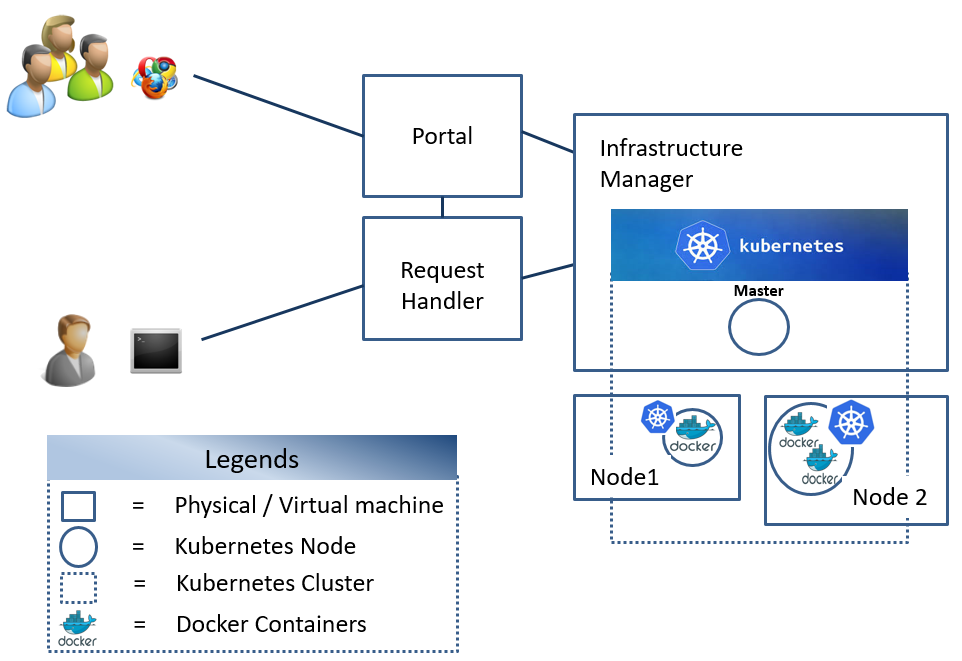 Portal
Infrastructure
Manager
kubernetes
Request
Handler
Master
>_
docker
docker
docker
Node1
Node 2
Legends
= Physical / Virtual machine
= Kubernetes Node
= Kubernetes Cluster
docker = Docker Containers